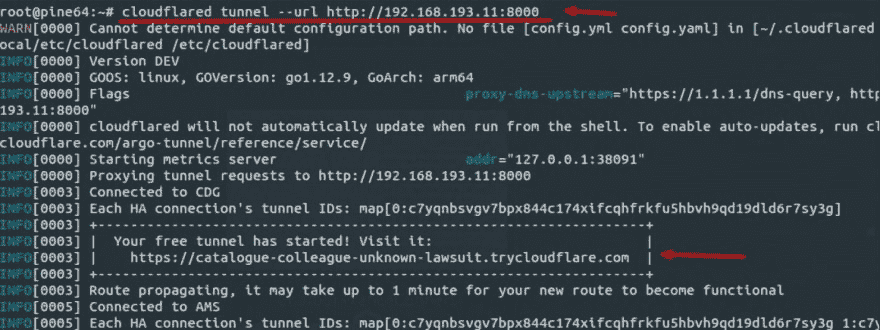 root@pine64:~# cloudflared tunnel --url http://192.168.193.11:8000
WARN[0000] Cannot determine default configuration path. No file [config.yml config.yaml] in [~/.cloudflared
ocal/etc/cloudflared /etc/cloudflared]
INFO[0000] Version DEV
INFO[0000] GOOS: linux, GOVersion: go1.12.9, GoArch: arm64
INFO[0000] Flags proxy-dns-upstream="https://1.1.1.1/dns-query, http
193.11:8000"
INFO[0000] cloudflared will not automatically update when run from the shell. To enable auto-updates, run cl
cloudflare.com/argo-tunnel/reference/service/
INFO[0000] Starting metrics server addr="127.0.0.1:38091"
INFO[0000] Proxying tunnel requests to http://192.168.193.11:8000
INFO[0003] Connected to CDG
INFO[0003] Each HA connection's tunnel IDs: map[0:c7yqnbsvgv7bpx844c174xifcqhfrkfu5hbvh9qd19dld6r7sy3g]
INFO[0003] +-----------------------------------------------------------+
INFO[0003] | Your free tunnel has started! Visit it: |
INFO[0003] | https://catalogue-colleague-unknown-lawsuit.trycloudflare.com |
INFO[0003] +-----------------------------------------------------------+
INFO[0003] Route propagating, it may take up to 1 minute for your new route to become functional
INFO[0005] Connected to AMS
INFO[0005] Each HA connection's tunnel IDs: map[0:c7yqnbsvgv7bpx844c174xifcqhfrkfu5hbvh9qd19dld6r7sy3g 1:c7